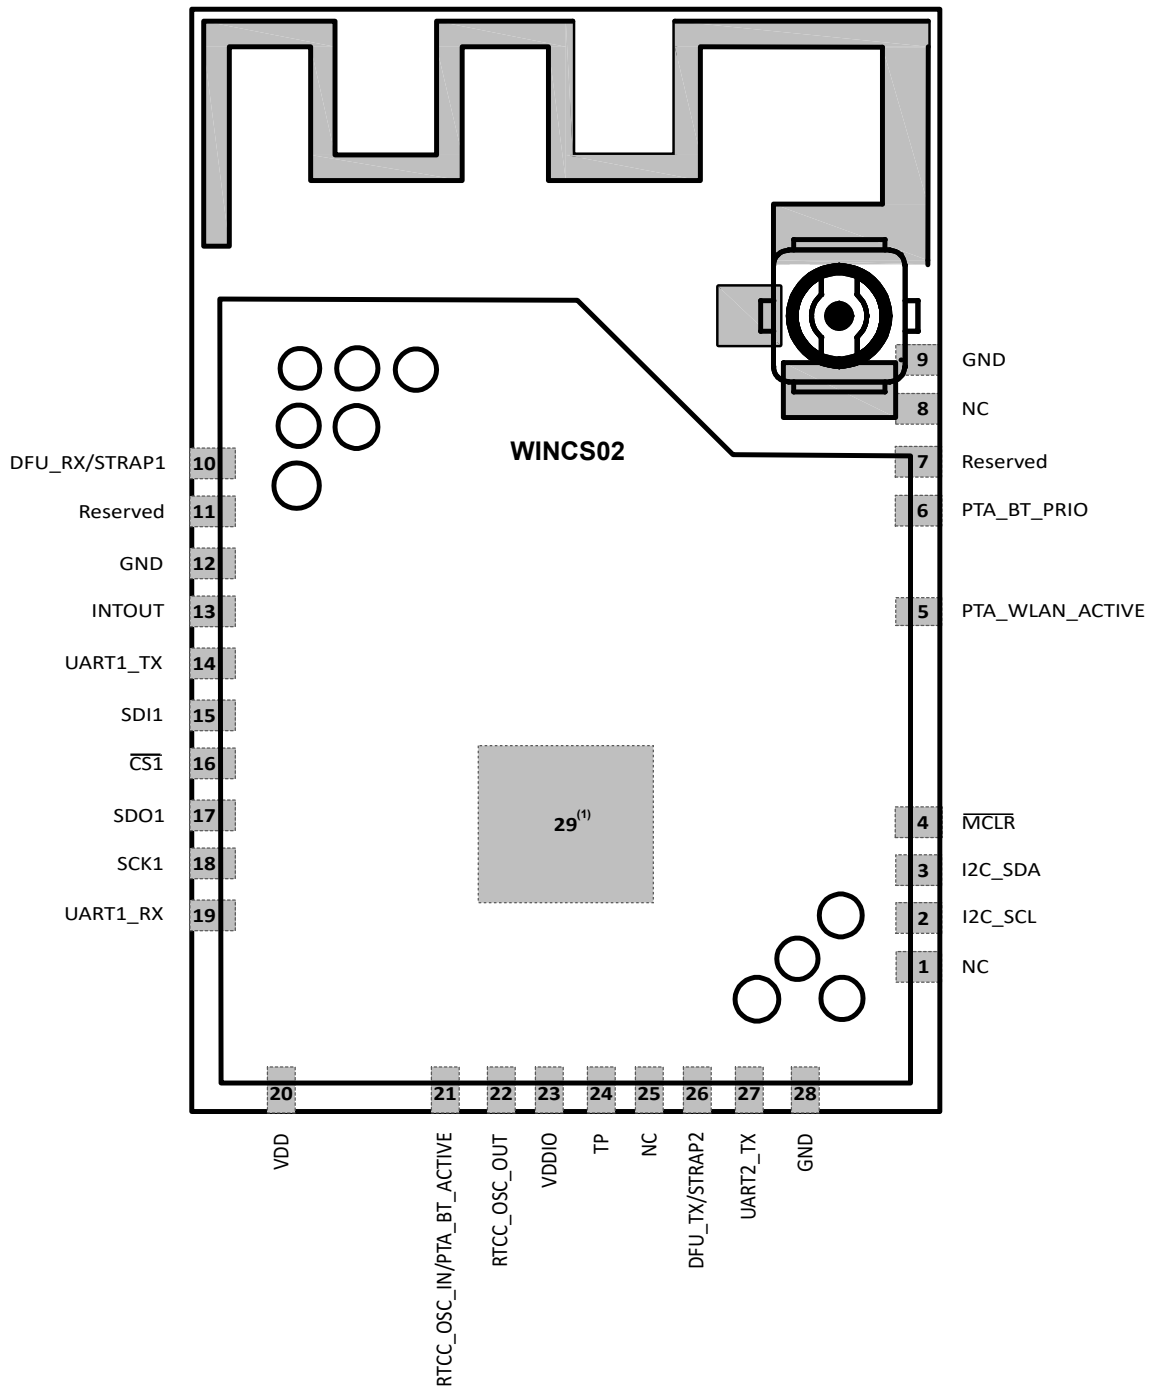 9 GND
8 NC
WINCS02
DFU_RX/STRAP1 10
7 Reserved
Reserved 11
6 PTA_BT_PRIO
GND 12
INTOUT 13
5 PTA_WLAN_ACTIVE
UART1_TX 14
SDI1 15
CS1 16
SDO1 17
29(1)
4 MCLR
SCK1 18
3 I2C_SDA
UART1_RX 19
2 I2C_SCL
1 NC
20 21 22 23 24 25 26 27 28
VDD
RTCC_OSC_IN/PTA_BT_ACTIVE
RTCC_OSC_OUT
VDDIO
TP
NC
DFU_TX/STRAP2
UART2_TX
GND